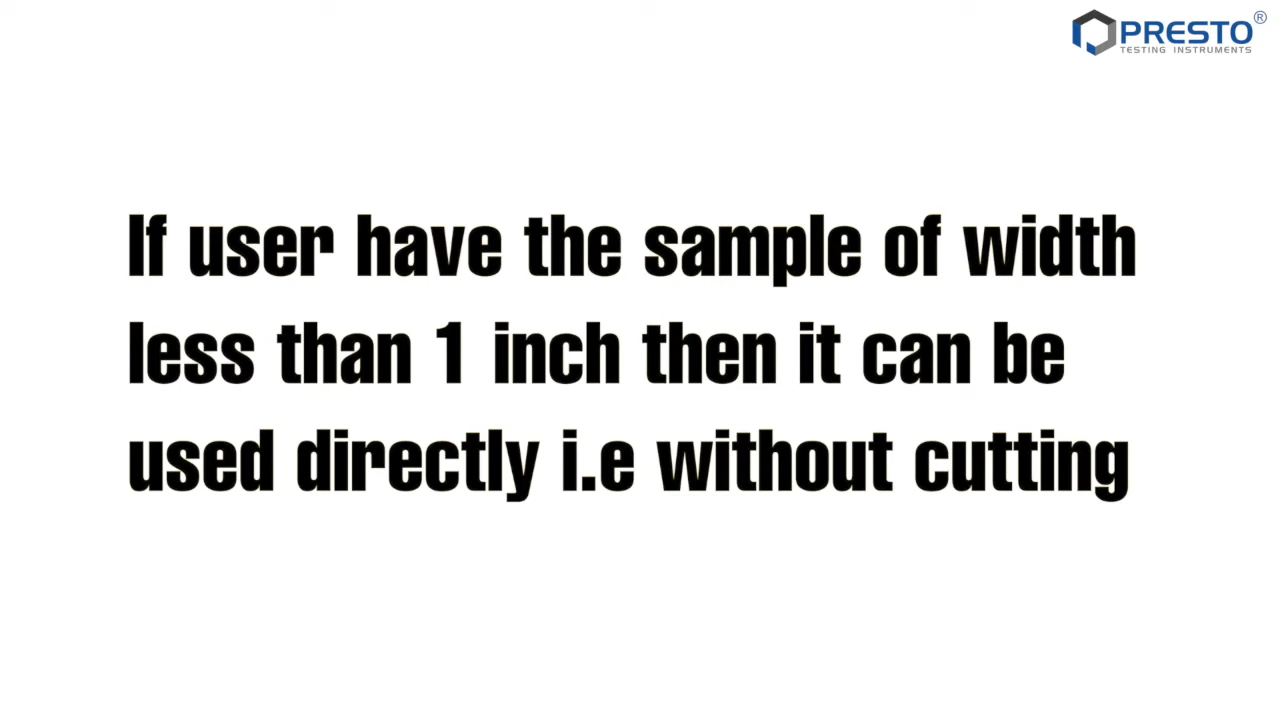 PRESTO®
TESTING INSTRUMENTS
If user have the sample of width
less than 1 inch then it can be
used directly i.e without cutting